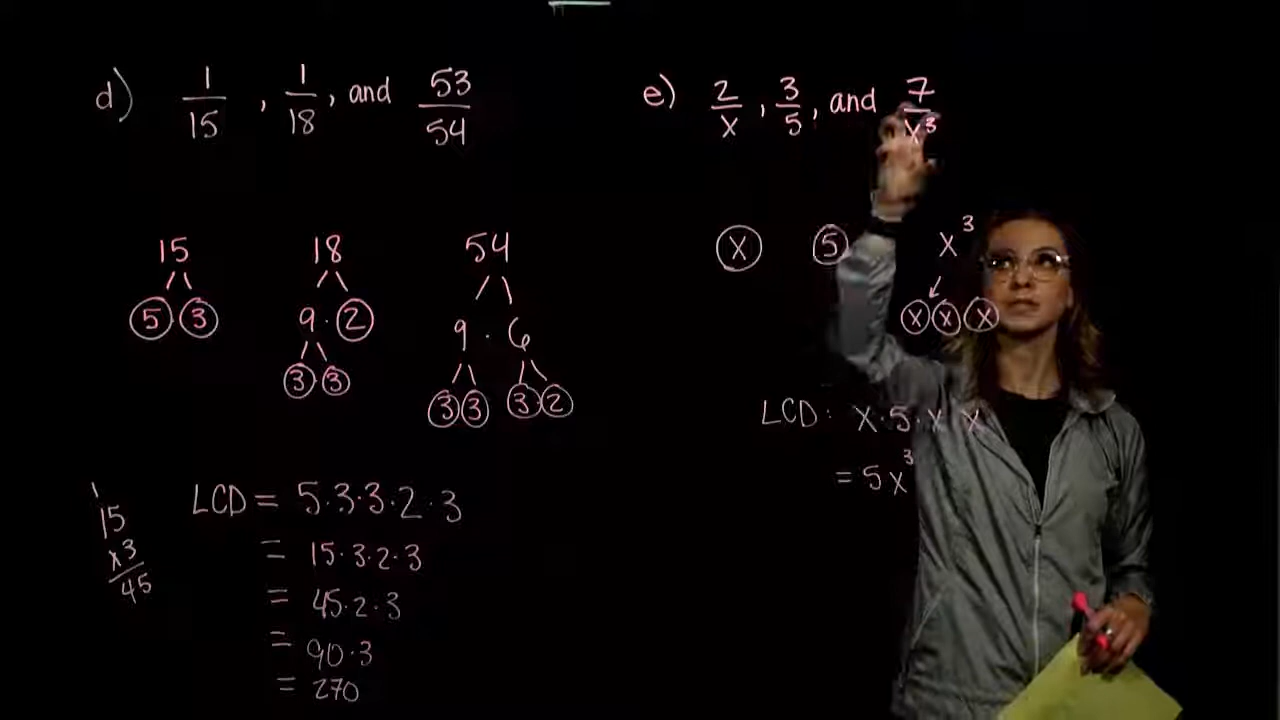 d) 1/15 , 1/18 , and 53/54
15 18 54
5 3 9 · 2 9 · 6
3 · 3 3 3 3 · 2
LCD = 5·3·3·2·3
= 15·3·2·3
= 45·2·3
= 90·3
= 270
1
15
x3
45
e) 2/x , 3/5 , and 7/x³
x 5 x³
x x x
LCD: x·5·x x
= 5x³